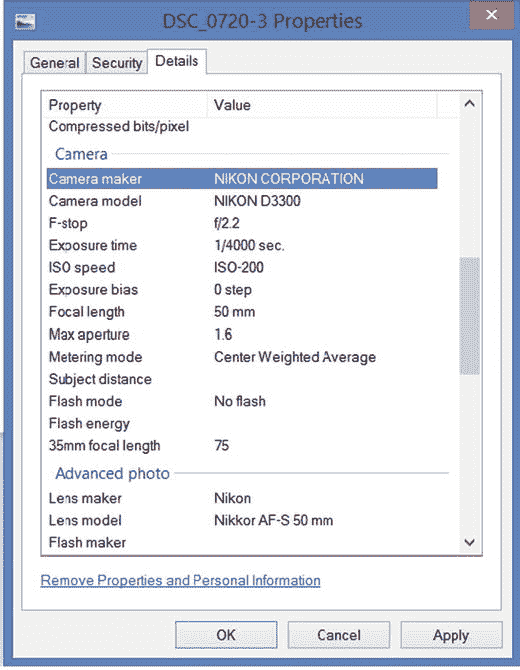 DSC_0720-3 Properties
General Security Details
Property Value
Compressed bits/pixel
Camera
Camera maker NIKON CORPORATION
Camera model NIKON D3300
F-stop f/2.2
Exposure time 1/4000 sec.
ISO speed ISO-200
Exposure bias 0 step
Focal length 50 mm
Max aperture 1.6
Metering mode Center Weighted Average
Subject distance
Flash mode No flash
Flash energy
35mm focal length 75
Advanced photo
Lens maker Nikon
Lens model Nikkor AF-S 50 mm
Flash maker
Remove Properties and Personal Information
OK Cancel Apply